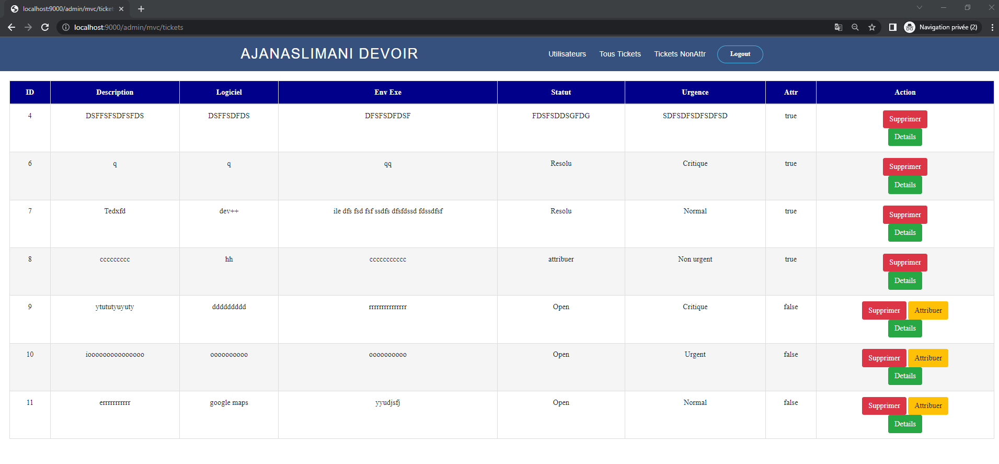 localhost:9000/admin/mvc/ticket
localhost:9000/admin/mvc/tickets
Navigation privée (2)
AJANASLIMANI DEVOIR
Utilisateurs Tous Tickets Tickets NonAttr Logout
ID Description Logiciel Env Exe Statut Urgence Attr Action
4 DSFFSFSDFSFDS DSFFSDFDS DFSFSDFDSF FDSFSDDSGFDG SDFSDFSDFSDFSD true Supprimer
Details
6 q q qq Resolu Critique true Supprimer
Details
7 Tedxfd dev++ ile dfs fsd fsf ssdfs dfsfdssd fdssdfsf Resolu Normal true Supprimer
Details
8 ccccccccc hh ccccccccccc attribuer Non urgent true Supprimer
Details
9 ytututyuyuty ddddddddd rrrrrrrrrrrrrrr Open Critique false Supprimer Attribuer
Details
10 iooooooooooooooo oooooooooo oooooooooo Open Urgent false Supprimer Attribuer
Details
11 errrrrrrrrrr google maps yyudjsfj Open Normal false Supprimer Attribuer
Details